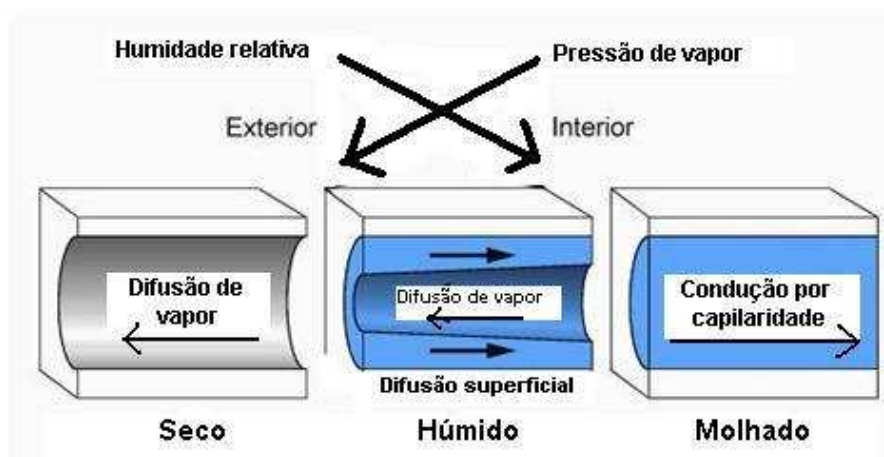 Humidade relativa
Pressão de vapor
Exterior
Interior
Difusão de
vapor
Difusão de vapor
Condução por
capilaridade
Difusão superficial
Seco
Húmido
Molhado